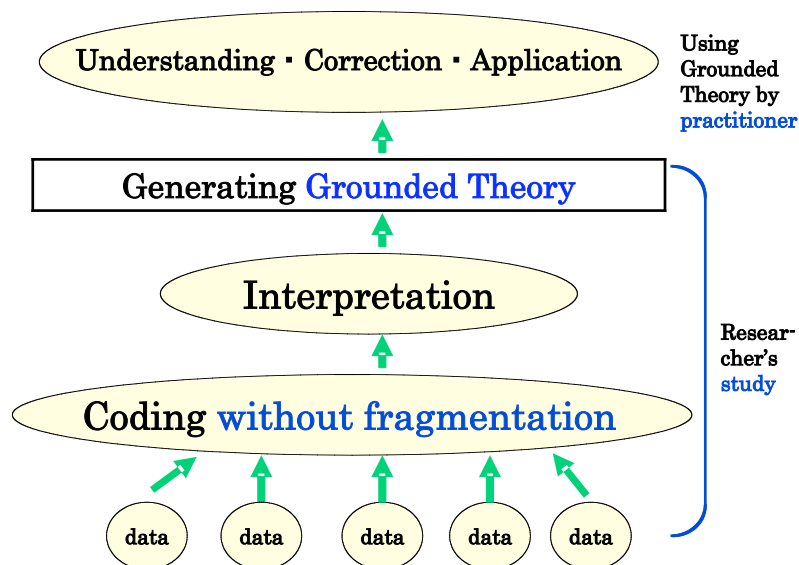 Understanding・Correction・Application
Using
Grounded
Theory by
practitioner
Generating Grounded Theory
Interpretation
Resear-
cher's
study
Coding without fragmentation
data
data
data
data
data